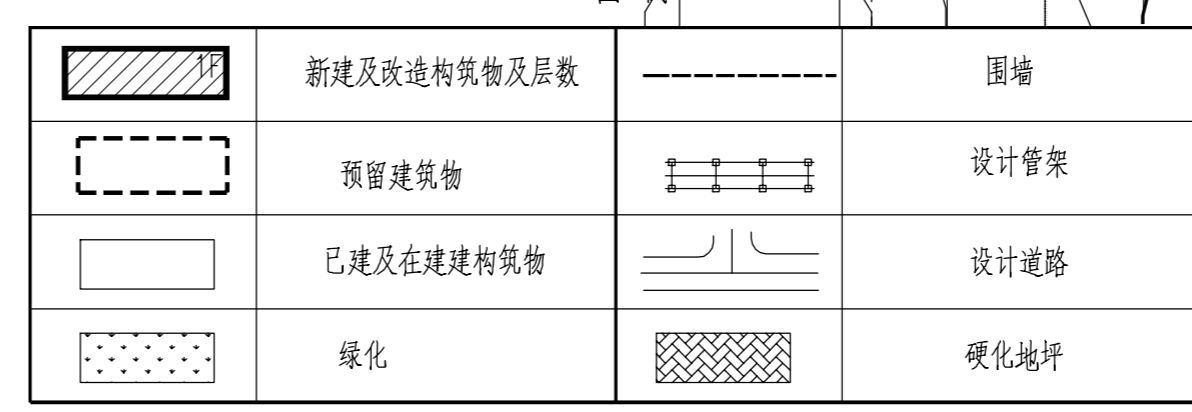 图 例
1F
新建及改造构筑物及层数
围墙
预留建筑物
设计管架
已建及在建建构筑物
设计道路
绿化
硬化地坪